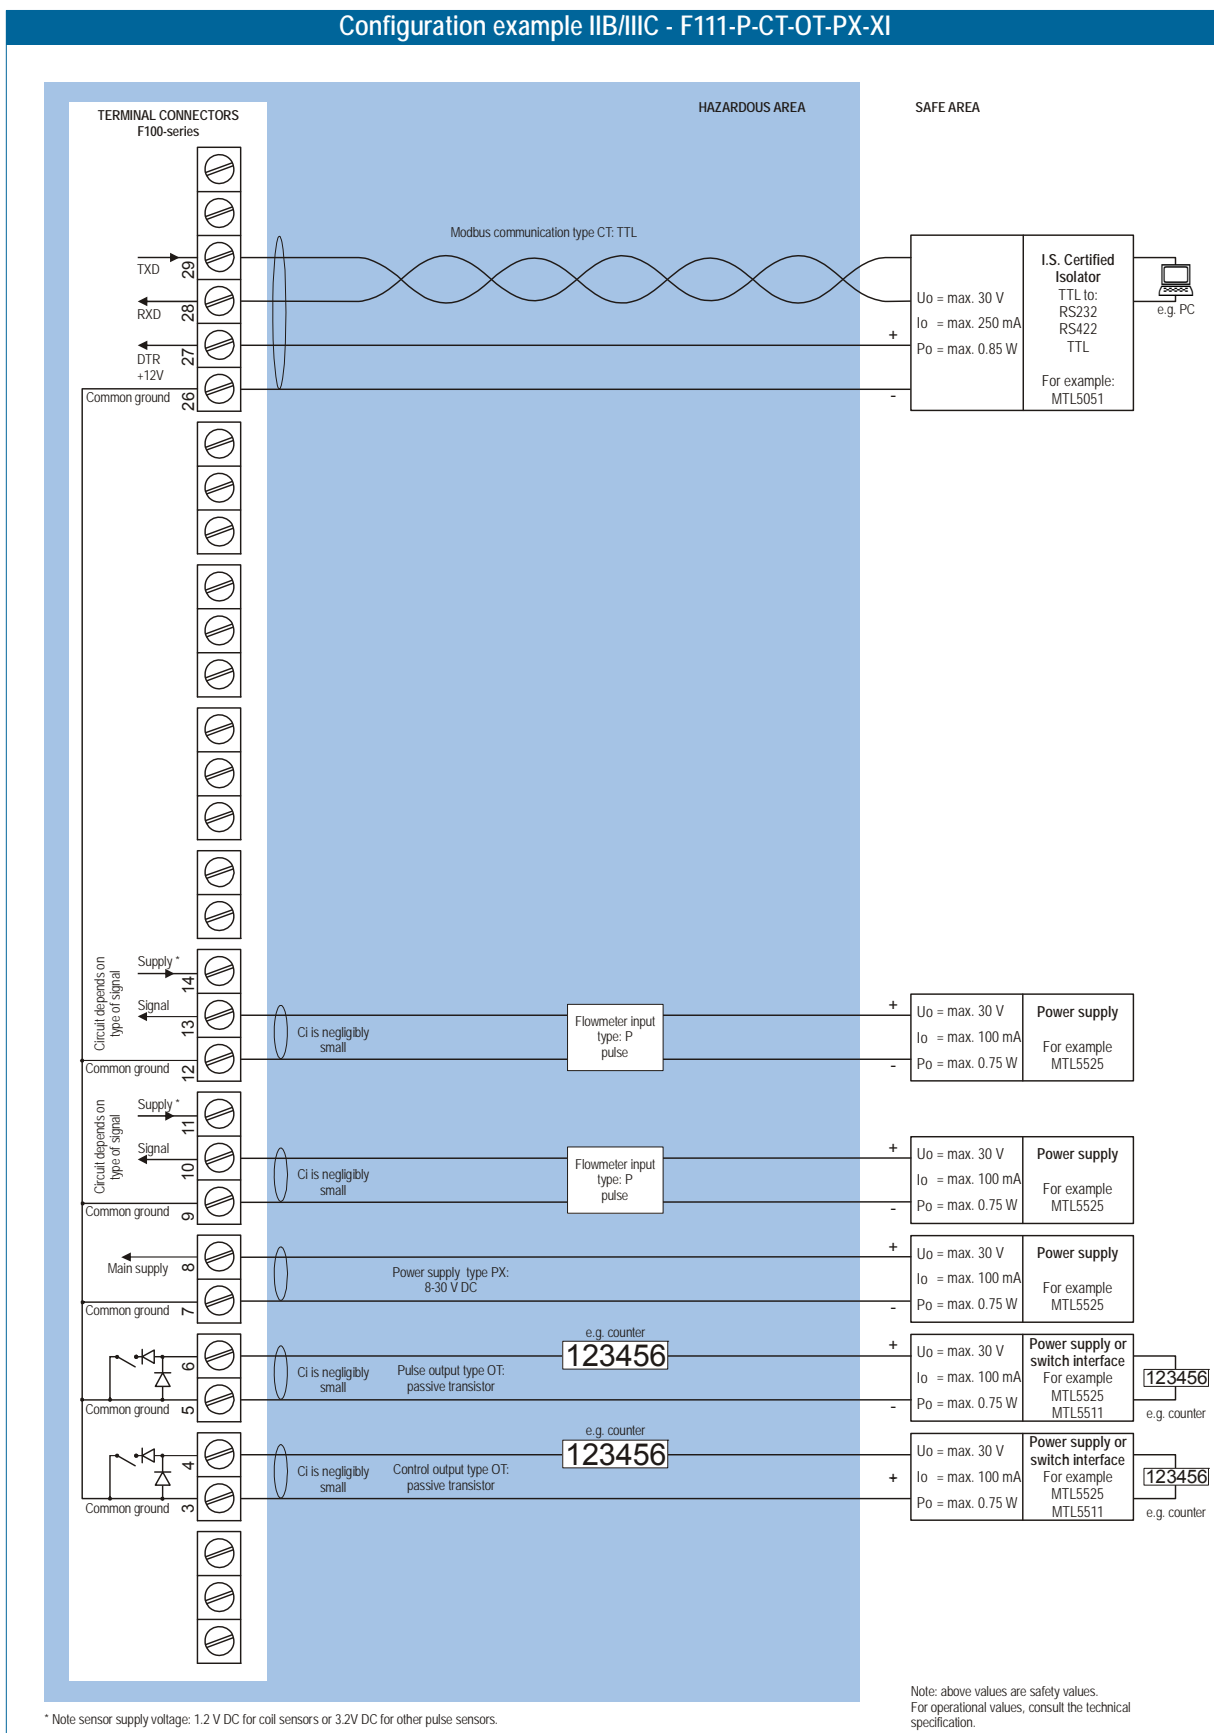 Configuration example IIB/IIIC - F111-P-CT-OT-PX-XI
HAZARDOUS AREA
SAFE AREA
TERMINAL CONNECTORS
F100-series
Modbus communication type CT: TTL
TXD
29
RXD
28
DTR
+12V
27
Common ground
26
+
-
Uo = max. 30 V
Io = max. 250 mA
Po = max. 0.85 W
I.S. Certified
Isolator
TTL to:
RS232
RS422
TTL
For example:
MTL5051
e.g. PC
Circuit depends on
type of signal
Supply *
14
Signal
13
Common ground
12
Ci is negligibly
small
Flowmeter input
type: P
pulse
+
-
Uo = max. 30 V
Io = max. 100 mA
Po = max. 0.75 W
Power supply
For example
MTL5525
Circuit depends on
type of signal
Supply *
11
Signal
10
Common ground
9
Ci is negligibly
small
Flowmeter input
type: P
pulse
+
-
Uo = max. 30 V
Io = max. 100 mA
Po = max. 0.75 W
Power supply
For example
MTL5525
Main supply
8
Common ground
7
Power supply type PX:
8-30 V DC
+
-
Uo = max. 30 V
Io = max. 100 mA
Po = max. 0.75 W
Power supply
For example
MTL5525
6
Common ground
5
Ci is negligibly
small
Pulse output type OT:
passive transistor
e.g. counter
123456
+
-
Uo = max. 30 V
Io = max. 100 mA
Po = max. 0.75 W
Power supply or
switch interface
For example
MTL5525
MTL5511
123456
e.g. counter
4
Common ground
3
Ci is negligibly
small
Control output type OT:
passive transistor
e.g. counter
123456
+
Uo = max. 30 V
Io = max. 100 mA
Po = max. 0.75 W
Power supply or
switch interface
For example
MTL5525
MTL5511
123456
e.g. counter
* Note sensor supply voltage: 1.2 V DC for coil sensors or 3.2V DC for other pulse sensors.
Note: above values are safety values.
For operational values, consult the technical
specification.